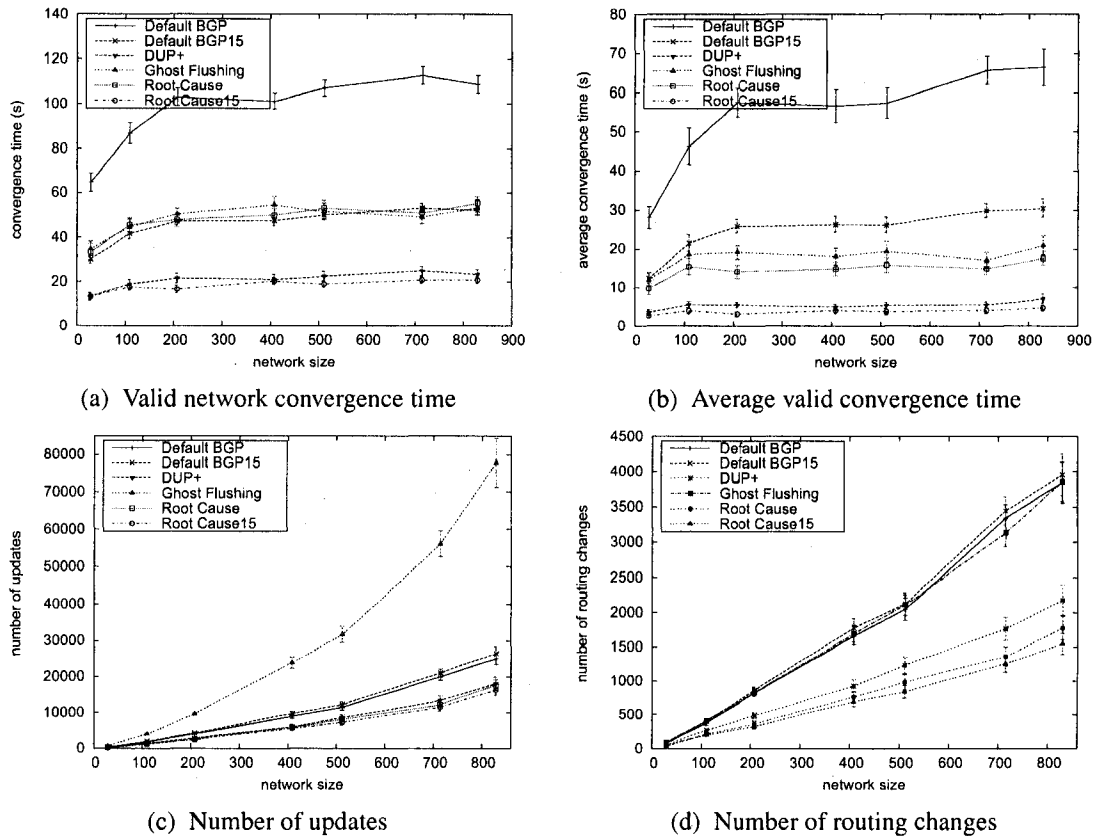 140
120
100
80
60
40
20
0
convergence time (s)
Default BGP
Default BGP15
DUP+
Ghost Flushing
Root Cause
Root Cause15
0 100 200 300 400 500 600 700 800 900
network size
(a) Valid network convergence time
80
70
60
50
40
30
20
10
0
average convergence time (s)
Default BGP
Default BGP15
DUP+
Ghost Flushing
Root Cause
Root Cause15
0 100 200 300 400 500 600 700 800 900
network size
(b) Average valid convergence time
80000
70000
60000
50000
40000
30000
20000
10000
0
number of updates
Default BGP
Default BGP15
DUP+
Ghost Flushing
Root Cause
Root Cause15
0 100 200 300 400 500 600 700 800
network size
(c) Number of updates
4500
4000
3500
3000
2500
2000
1500
1000
500
0
number of routing changes
Default BGP
Default BGP15
DUP+
Ghost Flushing
Root Cause
Root Cause15
0 100 200 300 400 500 600 700 800
network size
(d) Number of routing changes